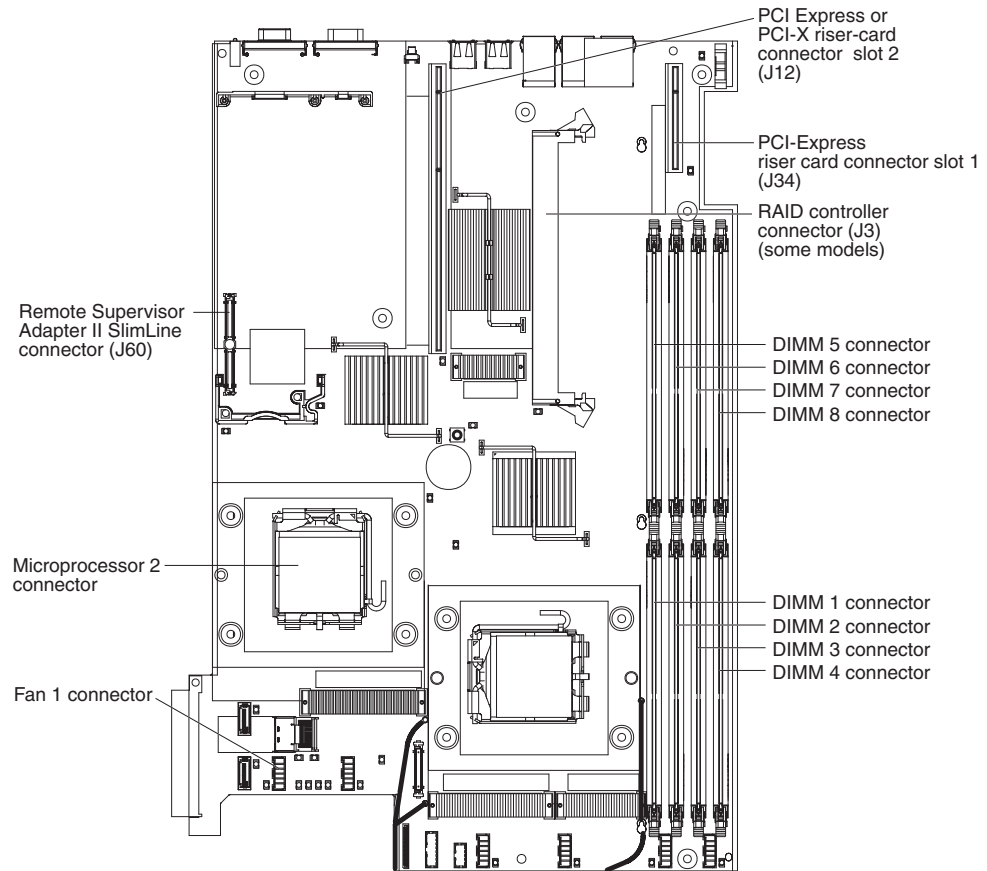 PCI Express or
PCI-X riser-card
connector slot 2
(J12)
PCI-Express
riser card connector slot 1
(J34)
RAID controller
connector (J3)
(some models)
Remote Supervisor
Adapter II SlimLine
connector (J60)
DIMM 5 connector
DIMM 6 connector
DIMM 7 connector
DIMM 8 connector
Microprocessor 2
connector
DIMM 1 connector
DIMM 2 connector
DIMM 3 connector
DIMM 4 connector
Fan 1 connector